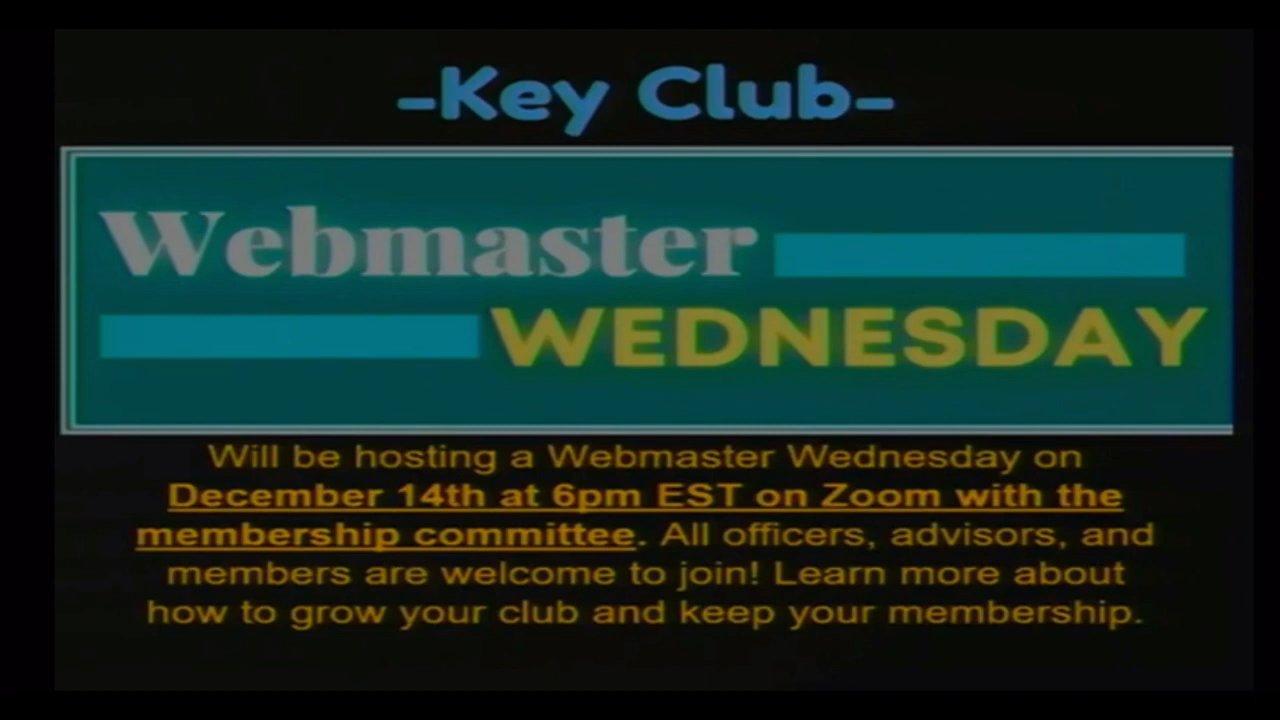 -Key Club-
Webmaster
WEDNESDAY
Will be hosting a Webmaster Wednesday on
December 14th at 6pm EST on Zoom with the
membership committee. All officers, advisors, and
members are welcome to join! Learn more about
how to grow your club and keep your membership.